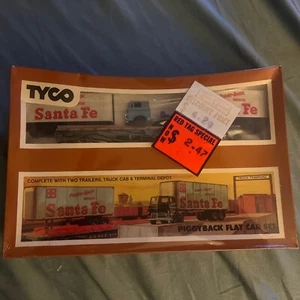 TYCO
Santa Fe
Santa Fe
RED TAG SPECIAL
$ 2.47
COMPLETE WITH TWO TRAILERS, TRUCK CAB & TERMINAL DEPOT
Santa Fe
Santa Fe
PIGGYBACK FLAT CAR SET